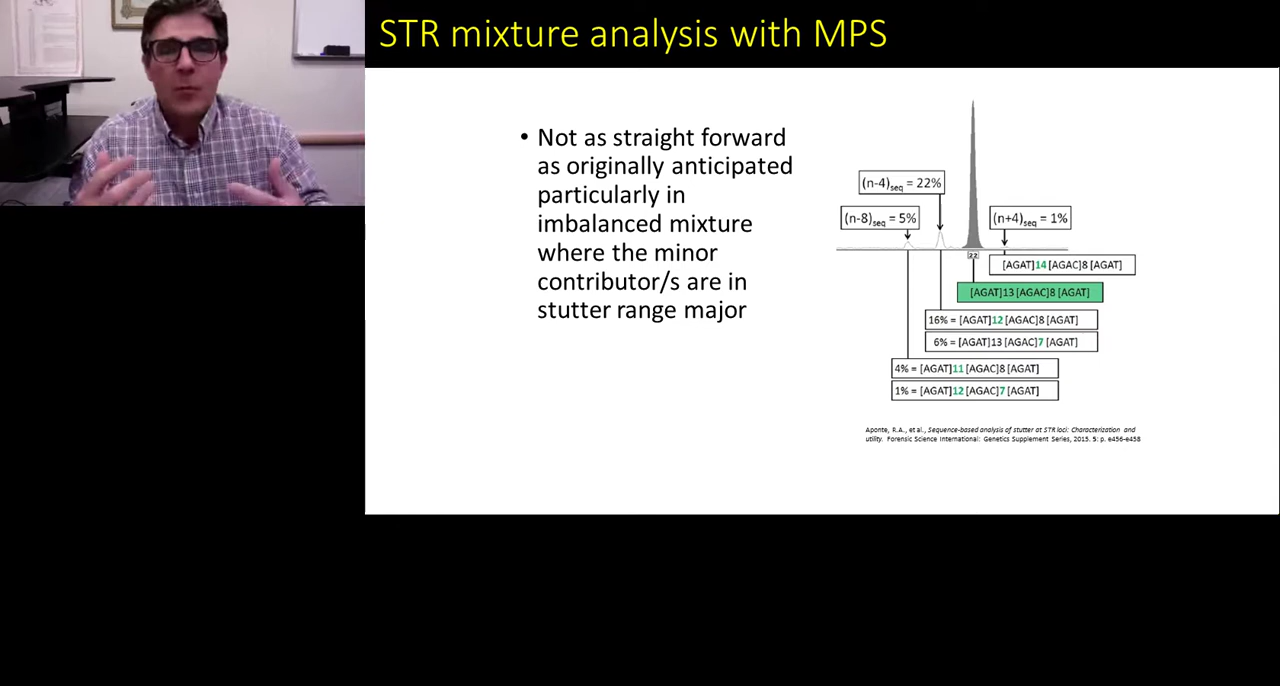 STR mixture analysis with MPS
• Not as straight forward
as originally anticipated
particularly in
imbalanced mixture
where the minor
contributor/s are in
stutter range major
(n-4)seq = 22%
(n-8)seq = 5%
(n+4)seq = 1%
22
[AGAT]14 [AGAC]8 [AGAT]
[AGAT]13 [AGAC]8 [AGAT]
16% = [AGAT]12 [AGAC]8 [AGAT]
6% = [AGAT]13 [AGAC]7 [AGAT]
4% = [AGAT]11 [AGAC]8 [AGAT]
1% = [AGAT]12 [AGAC]7 [AGAT]
Aponte, R.A., et al., Sequence-based analysis of stutter at STR loci: Characterization and
utility. Forensic Science International: Genetics Supplement Series, 2015. 5: p. e456-e458